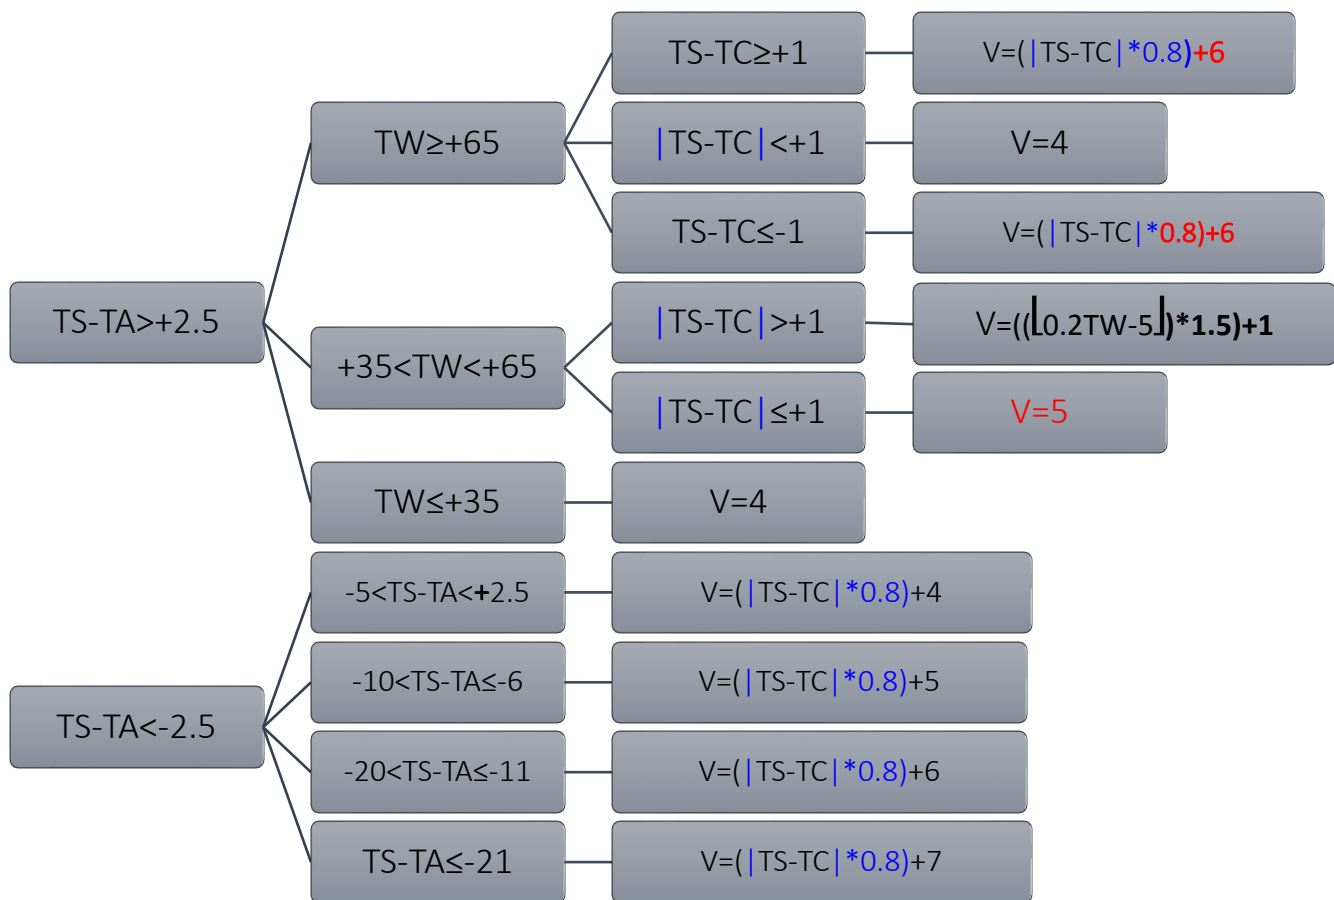 TS-TA>+2.5
TW≥+65
TS-TC≥+1
V=(|TS-TC|*0.8)+6
|TS-TC|<+1
V=4
TS-TC≤-1
V=(|TS-TC|*0.8)+6
+35<TW<+65
|TS-TC|>+1
V=((⌊0.2TW-5⌋)*1.5)+1
|TS-TC|≤+1
V=5
TW≤+35
V=4
TS-TA<-2.5
-5<TS-TA<+2.5
V=(|TS-TC|*0.8)+4
-10<TS-TA≤-6
V=(|TS-TC|*0.8)+5
-20<TS-TA≤-11
V=(|TS-TC|*0.8)+6
TS-TA≤-21
V=(|TS-TC|*0.8)+7